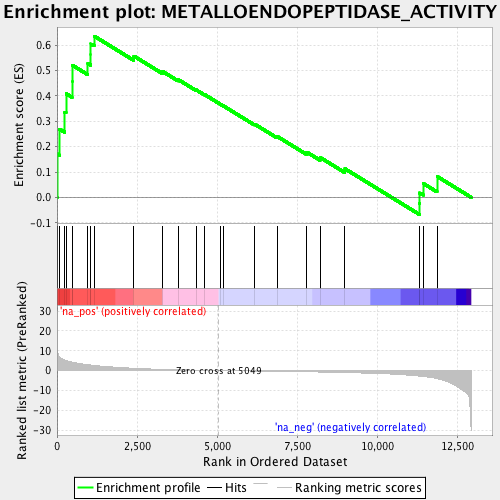 Enrichment plot: METALLOENDOPEPTIDASE_ACTIVITY
Enrichment score (ES)
0.6
0.5
0.4
0.3
0.2
0.1
0.0
-0.1
'na_pos' (positively correlated)
Ranked list metric (PreRanked)
30
20
10
0
-10
-20
-30
Zero cross at 5049
'na_neg' (negatively correlated)
0
2,500
5,000
7,500
10,000
12,500
Rank in Ordered Dataset
Enrichment profile
Hits
Ranking metric scores